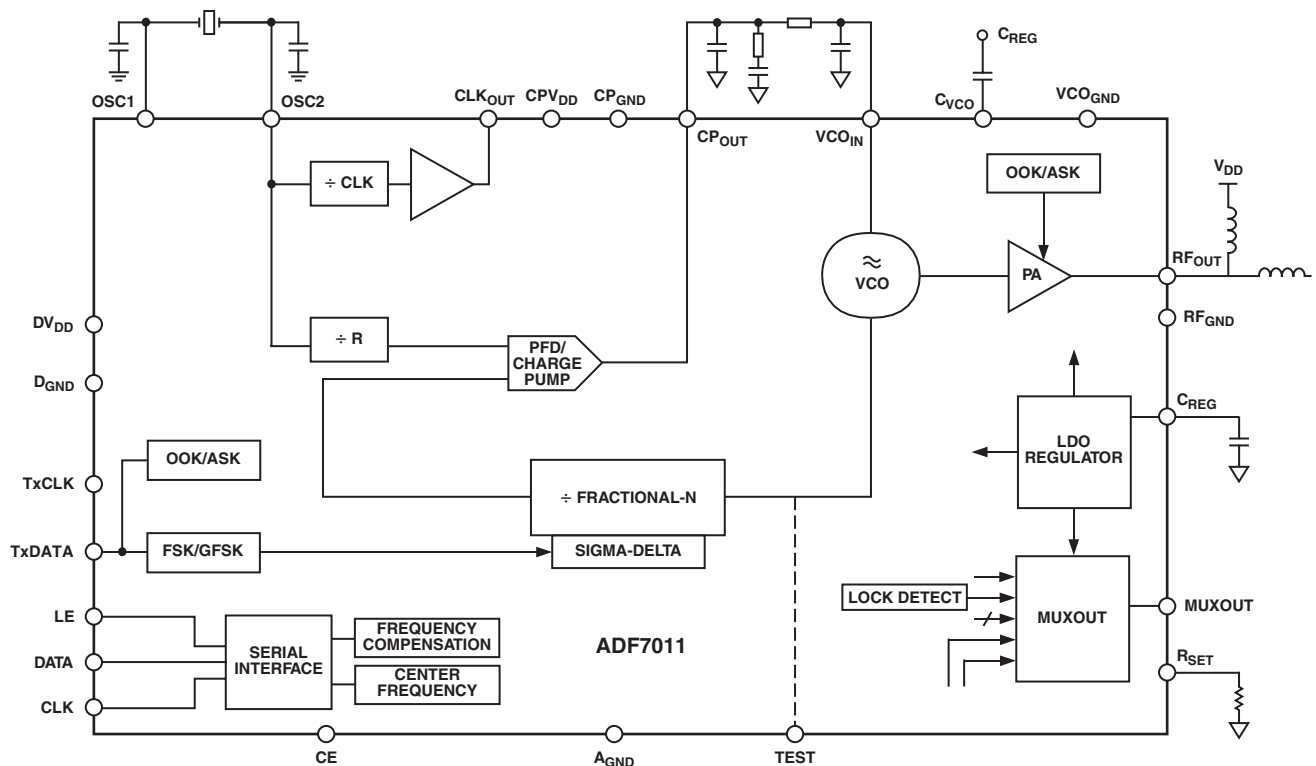 OSC1
OSC2
CLKOUT
CPVDD
CPGND
CPOUT
VCOIN
CREG
CVCO
VCOGND
÷ CLK
OOK/ASK
VDD
≈
VCO
PA
RFOUT
DVDD
RFGND
÷ R
PFD/
CHARGE
PUMP
DGND
CREG
LDO
REGULATOR
OOK/ASK
TxCLK
÷ FRACTIONAL-N
TxDATA
FSK/GFSK
SIGMA-DELTA
LOCK DETECT
MUXOUT
MUXOUT
LE
DATA
CLK
SERIAL
INTERFACE
FREQUENCY
COMPENSATION
CENTER
FREQUENCY
ADF7011
RSET
CE
AGND
TEST